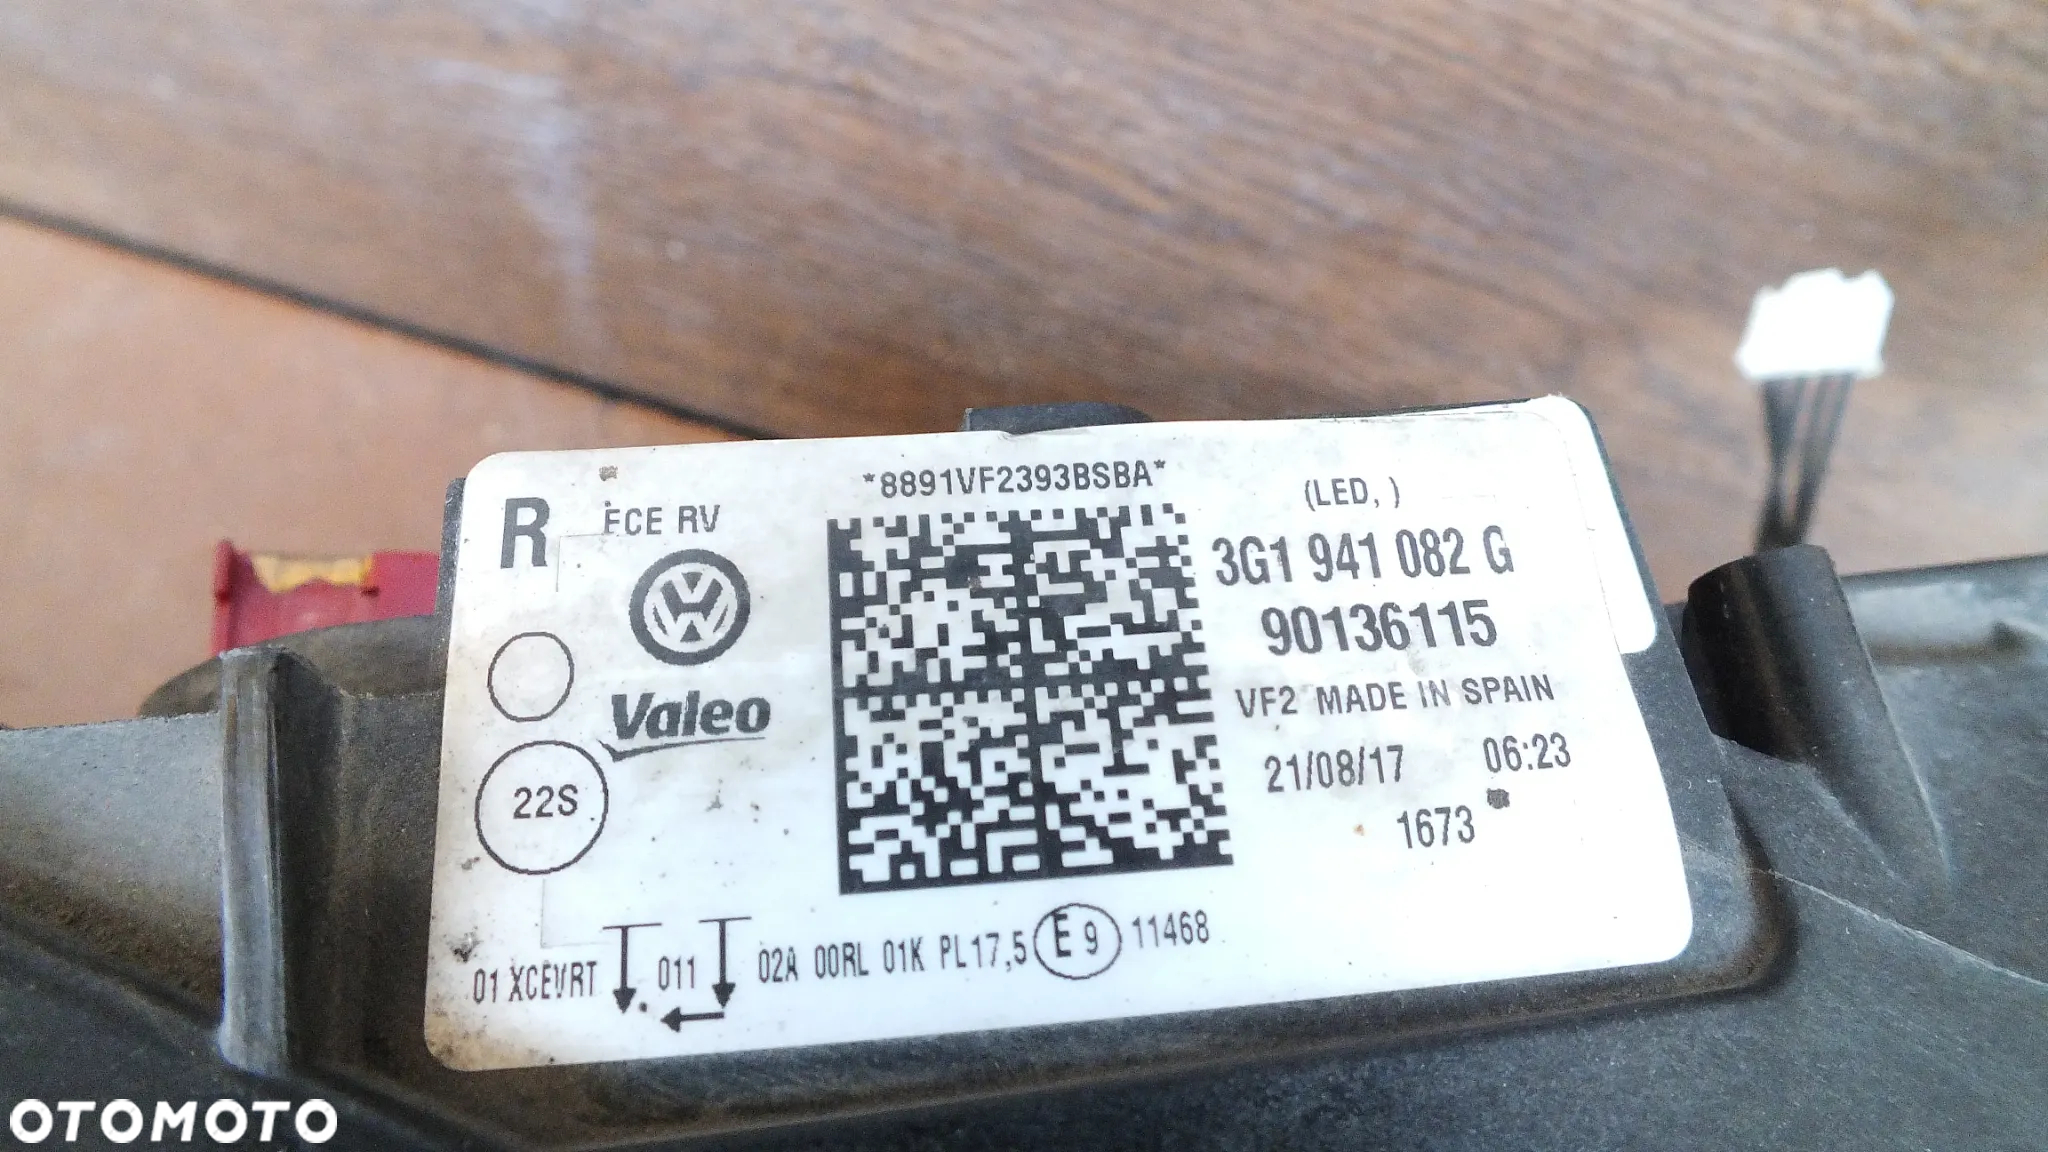 *8891VF2393BSBA*
R
ECE RV
(LED, )
3G1 941 082 G
90136115
Valeo
VF2 MADE IN SPAIN
21/08/17 06:23
22S
1673
01 XCEVRT 011 02A 00RL 01K PL17,5 E 9 11468
OTOMOTO